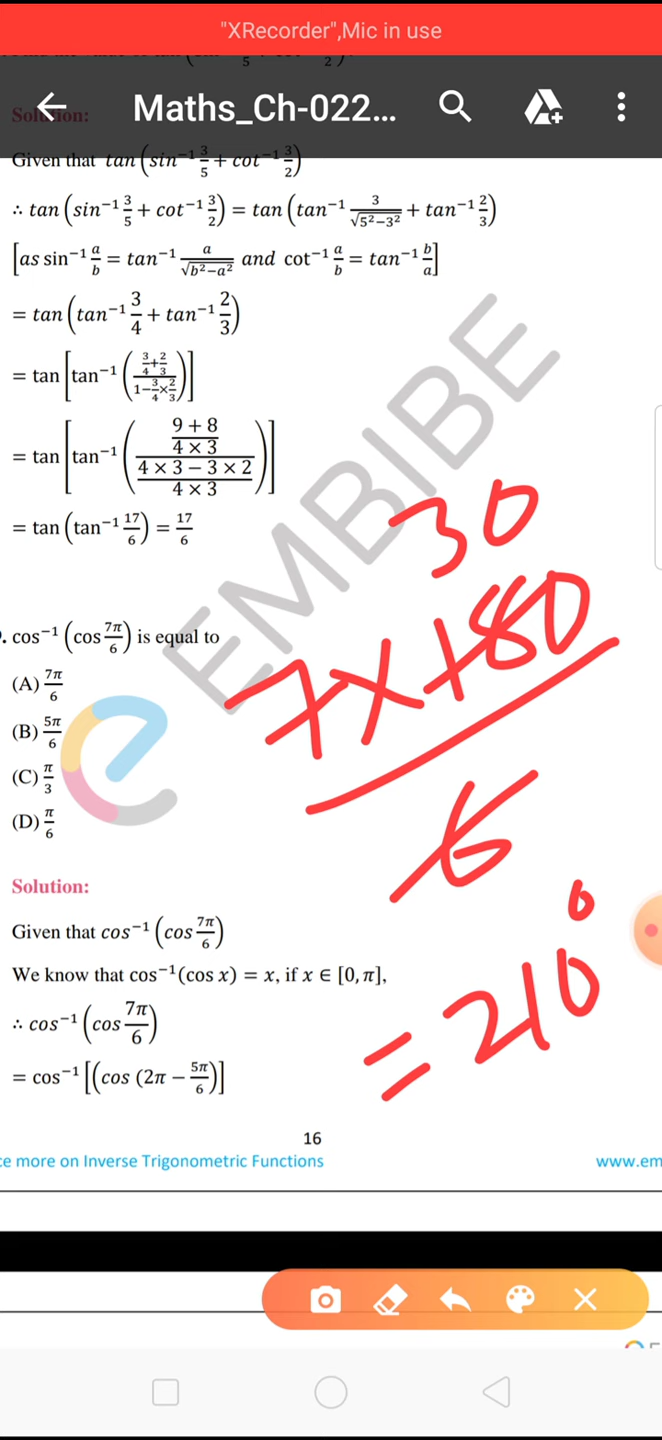 "XRecorder",Mic in use
Maths_Ch-022...
Solution:
Given that tan(sin⁻¹ 3/5 + cot⁻¹ 3/2)
∴ tan(sin⁻¹ 3/5 + cot⁻¹ 3/2) = tan(tan⁻¹ 3/√(5²−3²) + tan⁻¹ 2/3)
[as sin⁻¹ a/b = tan⁻¹ a/√(b²−a²) and cot⁻¹ a/b = tan⁻¹ b/a]
= tan(tan⁻¹ 3/4 + tan⁻¹ 2/3)
= tan[tan⁻¹((3/4+2/3)/(1−3/4×2/3))]
= tan[tan⁻¹(((9 + 8)/(4 × 3))/((4 × 3 − 3 × 2)/(4 × 3)))]
= tan(tan⁻¹ 17/6) = 17/6
. cos⁻¹(cos 7π/6) is equal to
(A) 7π/6
(B) 5π/6
(C) π/3
(D) π/6
Solution:
Given that cos⁻¹(cos 7π/6)
We know that cos⁻¹(cos x) = x, if x ∈ [0, π],
∴ cos⁻¹(cos 7π/6)
= cos⁻¹[(cos (2π − 5π/6)]
16
ce more on Inverse Trigonometric Functions
www.em
EMBIBE
30
7x180
6
= 210°